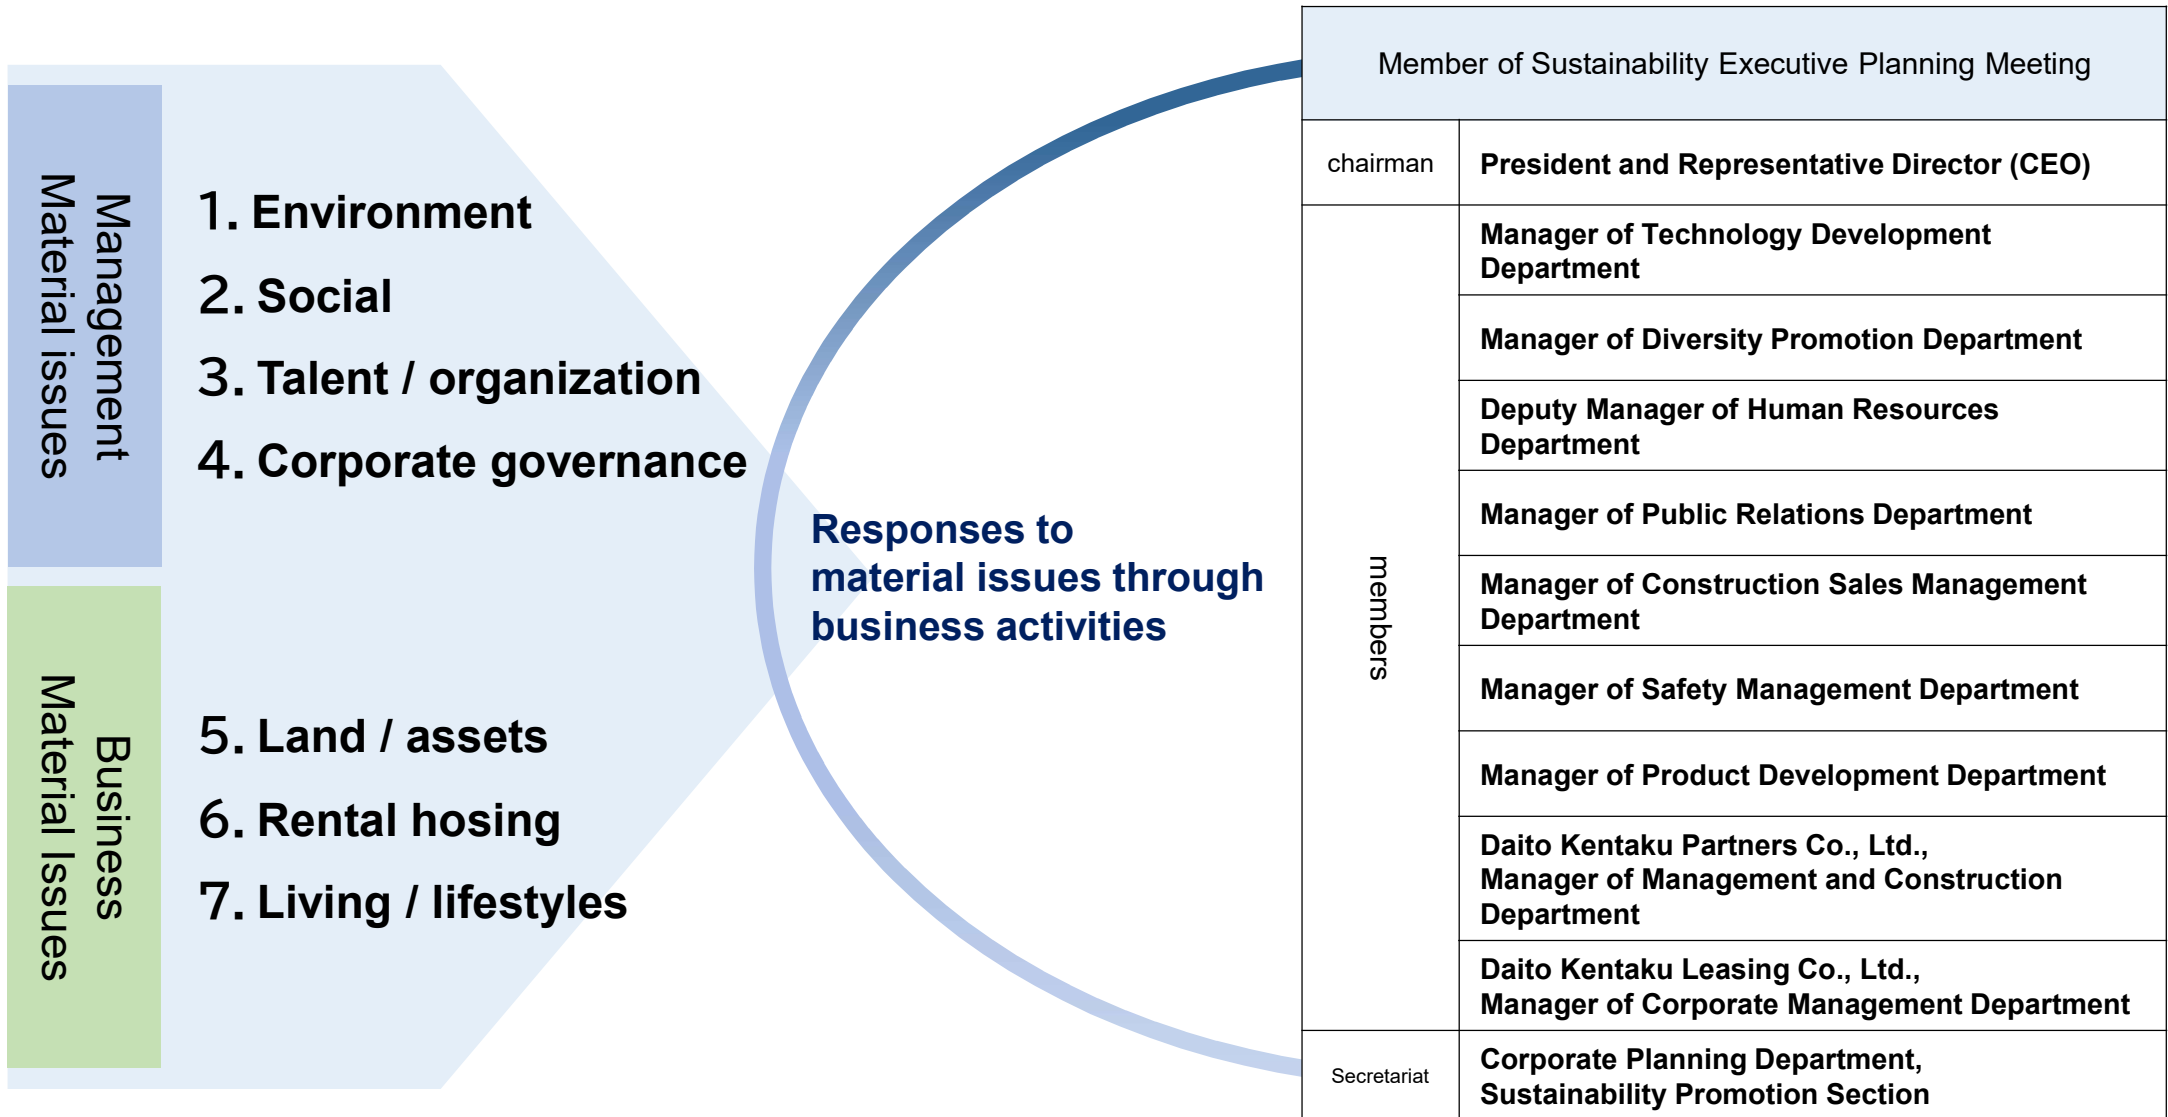 Management
Material issues
1. Environment
2. Social
3. Talent / organization
4. Corporate governance
Business
Material Issues
5. Land / assets
6. Rental hosing
7. Living / lifestyles
Responses to
material issues through
business activities
Member of Sustainability Executive Planning Meeting
chairman
President and Representative Director (CEO)
members
Manager of Technology Development
Department
Manager of Diversity Promotion Department
Deputy Manager of Human Resources
Department
Manager of Public Relations Department
Manager of Construction Sales Management
Department
Manager of Safety Management Department
Manager of Product Development Department
Daito Kentaku Partners Co., Ltd.,
Manager of Management and Construction
Department
Daito Kentaku Leasing Co., Ltd.,
Manager of Corporate Management Department
Secretariat
Corporate Planning Department,
Sustainability Promotion Section